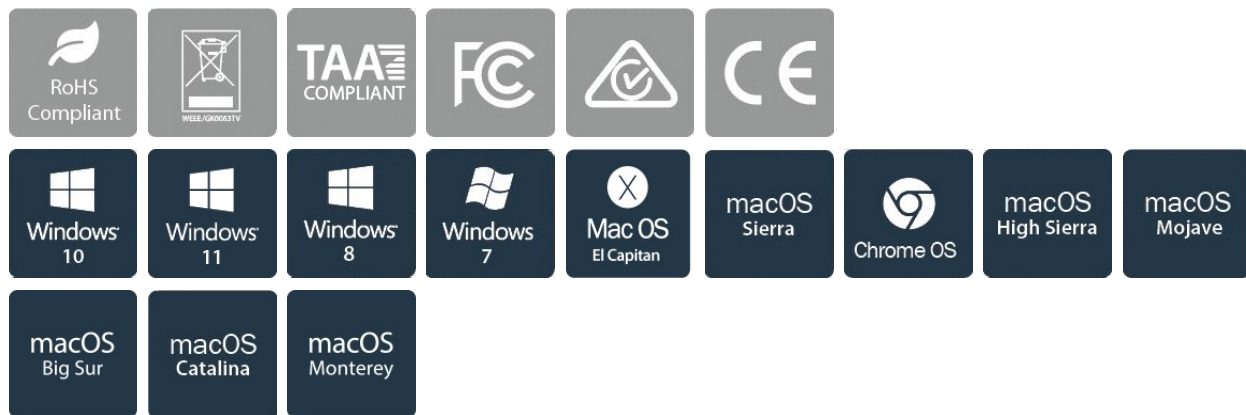 RoHS
Compliant
WEEE/GK0063TV
TAA
COMPLIANT
FC
CE
Windows
10
Windows
11
Windows
8
Windows
7
X
Mac OS
El Capitan
macOS
Sierra
Chrome OS
macOS
High Sierra
macOS
Mojave
macOS
Big Sur
macOS
Catalina
macOS
Monterey